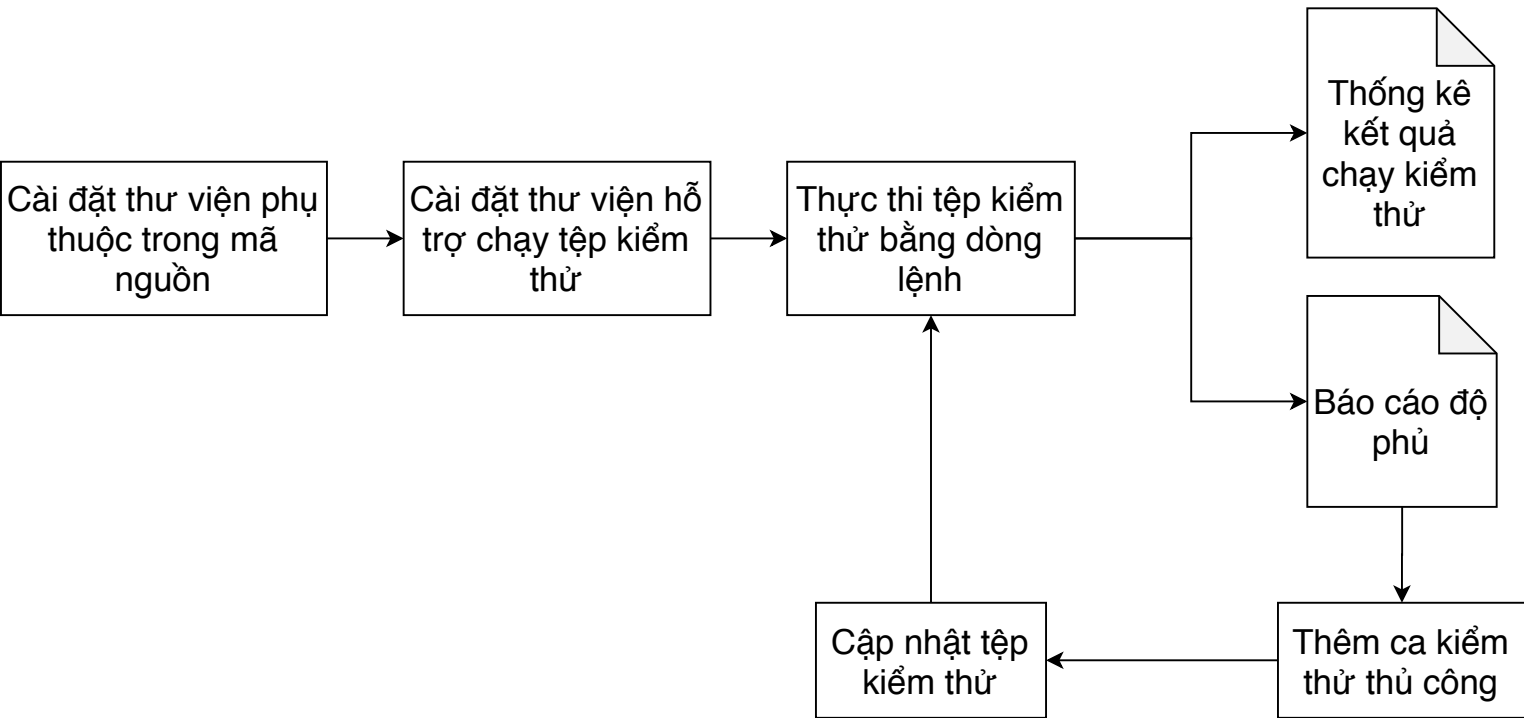 Cài đặt thư viện phụ
thuộc trong mã
nguồn
Cài đặt thư viện hỗ
trợ chạy tệp kiểm
thử
Thực thi tệp kiểm
thử bằng dòng
lệnh
Thống kê
kết quả
chạy kiểm
thử
Báo cáo độ
phủ
Thêm ca kiểm
thử thủ công
Cập nhật tệp
kiểm thử